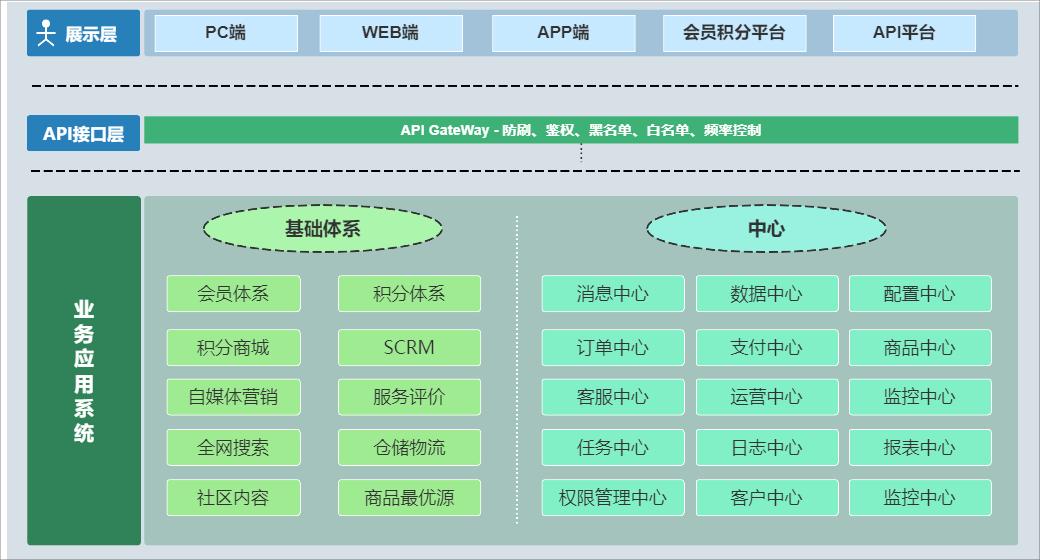 展示层
PC端
WEB端
APP端
会员积分平台
API平台
API接口层
API GateWay - 防刷、鉴权、黑名单、白名单、频率控制
业务应用系统
基础体系
中心
会员体系
积分体系
消息中心
数据中心
配置中心
积分商城
SCRM
订单中心
支付中心
商品中心
自媒体营销
服务评价
客服中心
运营中心
监控中心
全网搜索
仓储物流
任务中心
日志中心
报表中心
社区内容
商品最优源
权限管理中心
客户中心
监控中心